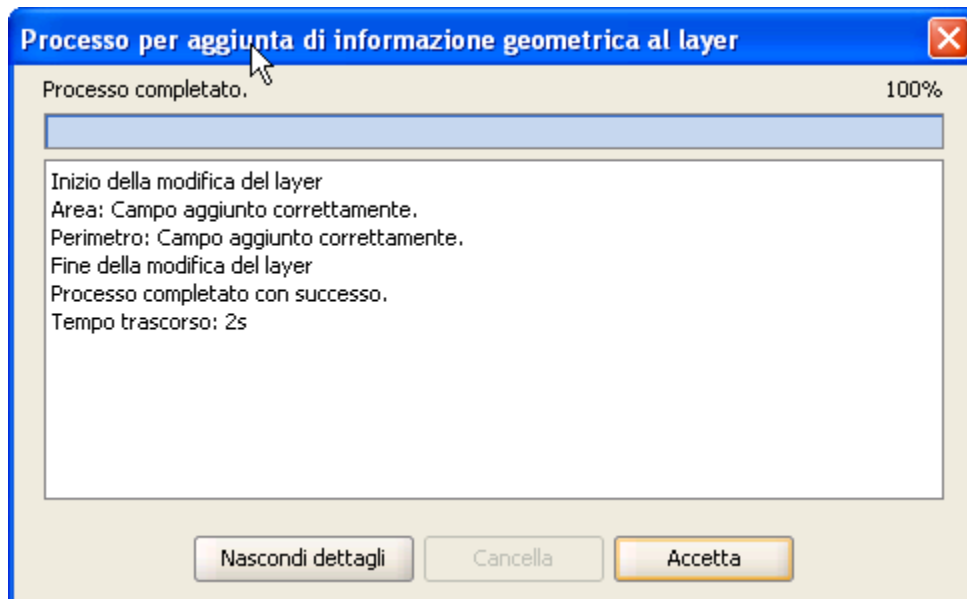 Processo per aggiunta di informazione geometrica al layer
Processo completato. 100%
Inizio della modifica del layer
Area: Campo aggiunto correttamente.
Perimetro: Campo aggiunto correttamente.
Fine della modifica del layer
Processo completato con successo.
Tempo trascorso: 2s
Nascondi dettagli Cancella Accetta